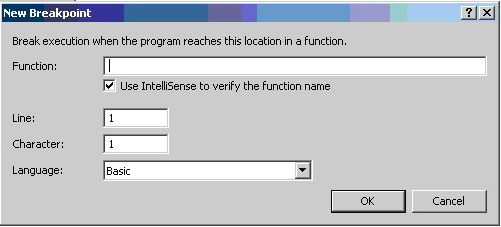 New Breakpoint
Break execution when the program reaches this location in a function.
Function:
Use IntelliSense to verify the function name
Line: 1
Character: 1
Language: Basic
OK Cancel